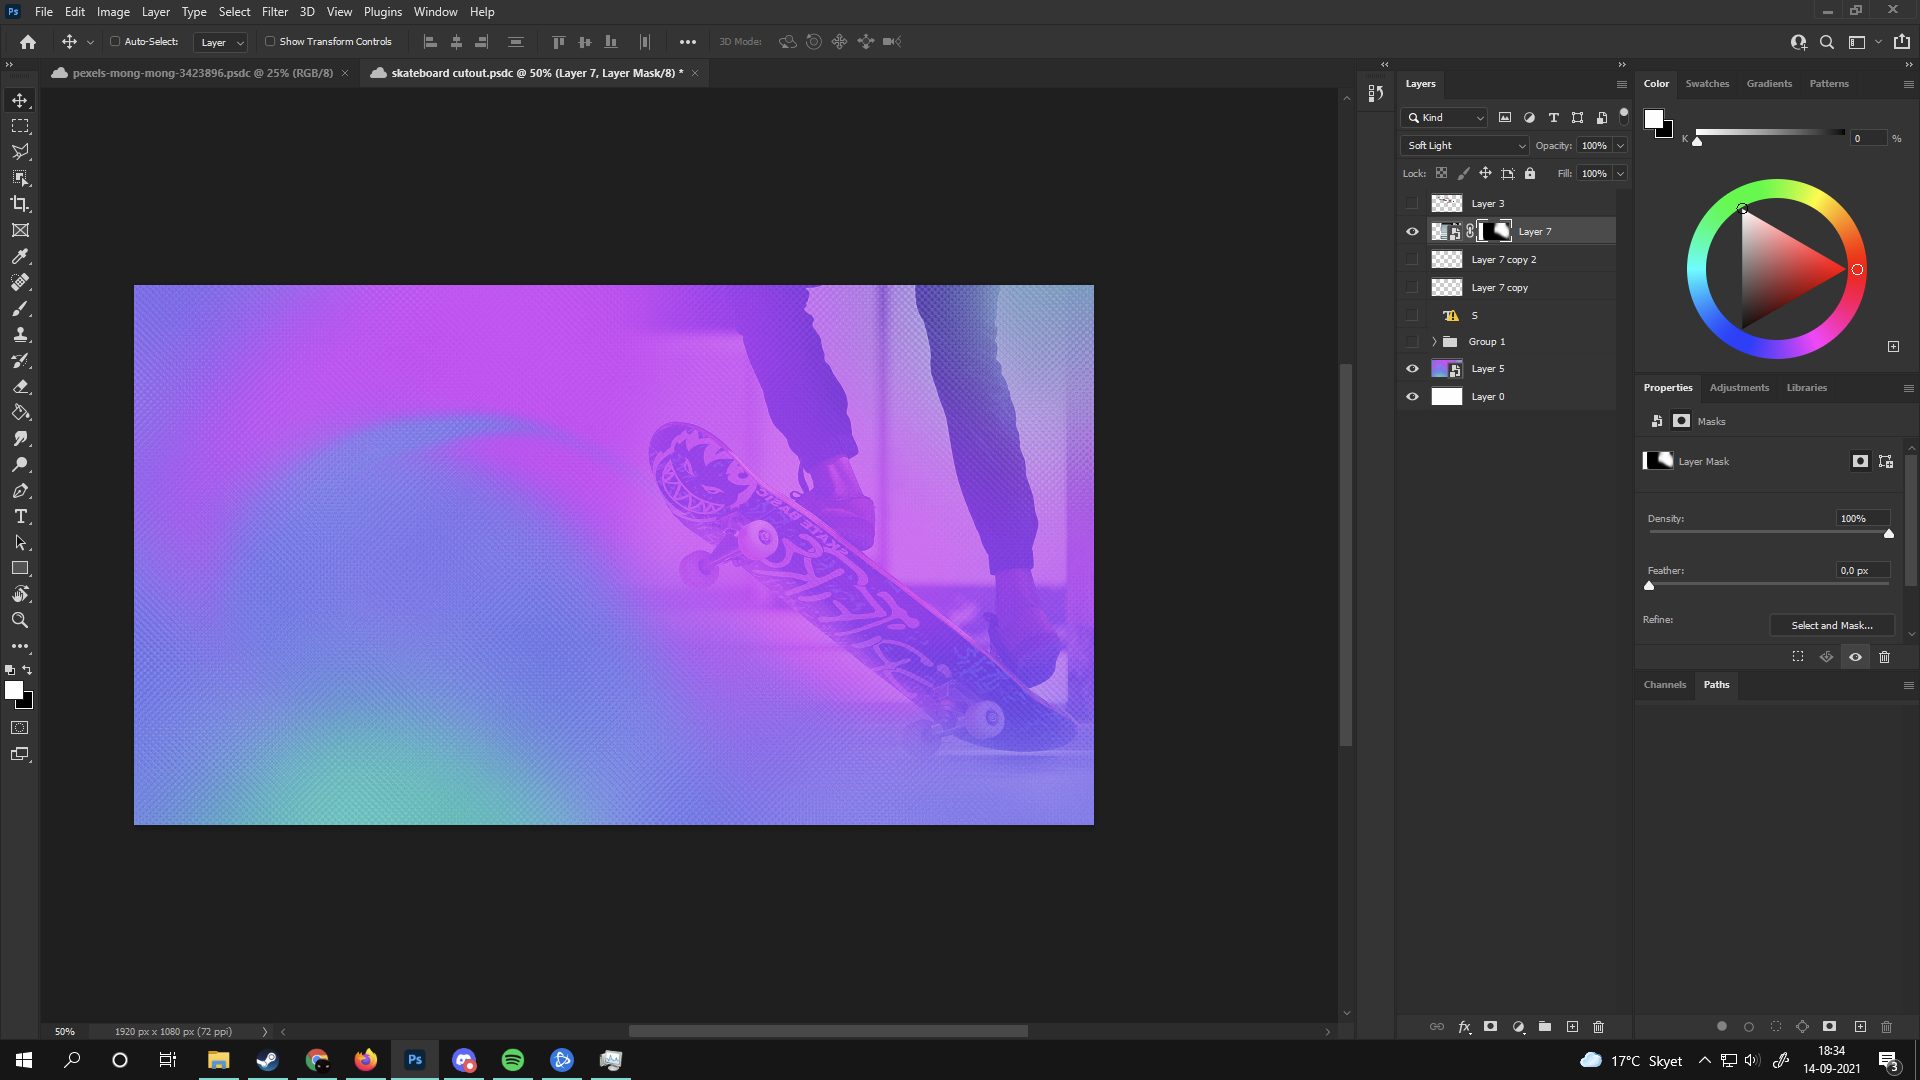 Ps File Edit Image Layer Type Select Filter 3D View Plugins Window Help
Auto-Select: Layer Show Transform Controls 3D Mode:
pexels-mong-mong-3423896.psdc @ 25% (RGB/8) × skateboard cutout.psdc @ 50% (Layer 7, Layer Mask/8) * ×
Layers
Kind
Soft Light Opacity: 100%
Lock: Fill: 100%
Layer 3
Layer 7
Layer 7 copy 2
Layer 7 copy
S
Group 1
Layer 5
Layer 0
Color Swatches Gradients Patterns
K 0 %
Properties Adjustments Libraries
Masks
Layer Mask
Density: 100%
Feather: 0,0 px
Refine:
Select and Mask...
Channels Paths
SKATE BASIC
50% 1920 px x 1080 px (72 ppi)
Ps
17°C Skyet
18:34
14-09-2021
3